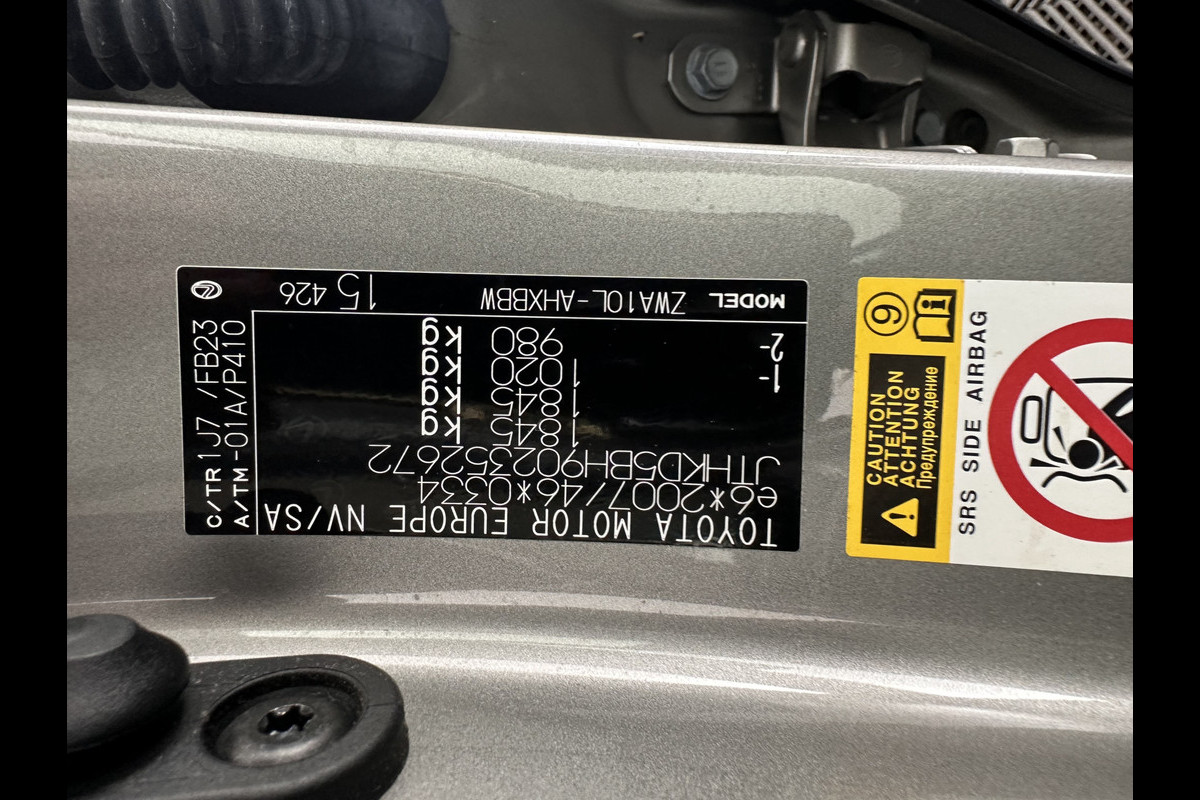 TOYOTA MOTOR EUROPE NV/SA
e6*2007/46*0334
JTHKD5BH902352672
1845 kg
1845 kg
1- 1020 kg
2- 980 kg
MODEL ZWA10L-AHXBBW 15 426
C/TR 1J7 /FB23
A/TM -01A/P410
9
i
CAUTION
ATTENTION
ACHTUNG
Предупреждение
SRS SIDE AIRBAG